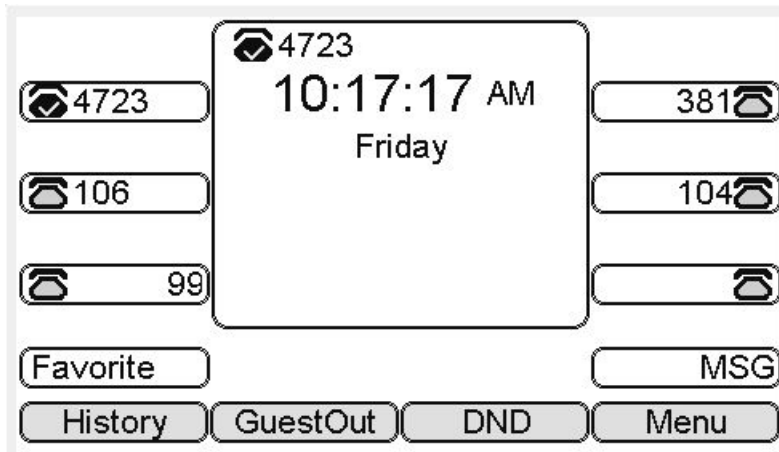 4723
4723
10:17:17 AM
381
Friday
106
104
99
Favorite
MSG
History GuestOut DND Menu